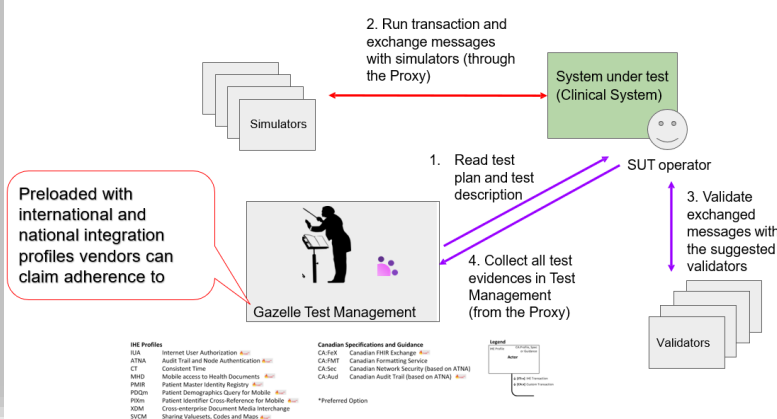 2. Run transaction and
exchange messages
with simulators (through
the Proxy)
System under test
(Clinical System)
Simulators
1. Read test
plan and test
description
SUT operator
Preloaded with
international and
national integration
profiles vendors can
claim adherence to
3. Validate
exchanged
messages with
the suggested
validators
4. Collect all test
evidences in Test
Management
(from the Proxy)
Gazelle Test Management
Validators
IHE Profiles
IUA Internet User Authorization
ATNA Audit Trail and Node Authentication
CT Consistent Time
MHD Mobile access to Health Documents
PMIR Patient Master Identity Registry
PDQm Patient Demographics Query for Mobile
PIXm Patient Identifier Cross-Reference for Mobile
XDM Cross-enterprise Document Media Interchange
SVCM Sharing Valuesets, Codes and Maps
Canadian Specifications and Guidance
CA:FeX Canadian FHIR Exchange
CA:FMT Canadian Formatting Service
CA:Sec Canadian Network Security (based on ATNA)
CA:Aud Canadian Audit Trail (based on ATNA)
*Preferred Option
Legend
Actor